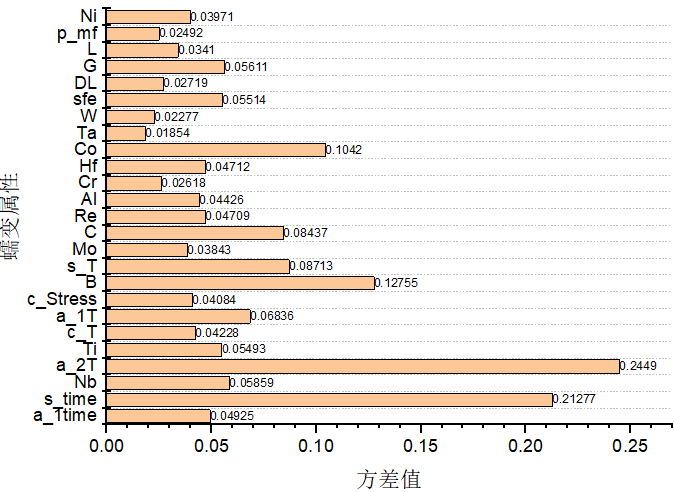 Ni 0.03971
p_mf 0.02492
L 0.0341
G 0.05611
DL 0.02719
sfe 0.05514
W 0.02277
Ta 0.01854
Co 0.1042
Hf 0.04712
Cr 0.02618
Al 0.04426
Re 0.04709
C 0.08437
Mo 0.03843
s_T 0.08713
B 0.12755
c_Stress 0.04084
a_1T 0.06836
c_T 0.04228
Ti 0.05493
a_2T 0.2449
Nb 0.05859
s_time 0.21277
a_1time 0.04925
蠕变属性
0.00 0.05 0.10 0.15 0.20 0.25
方差值